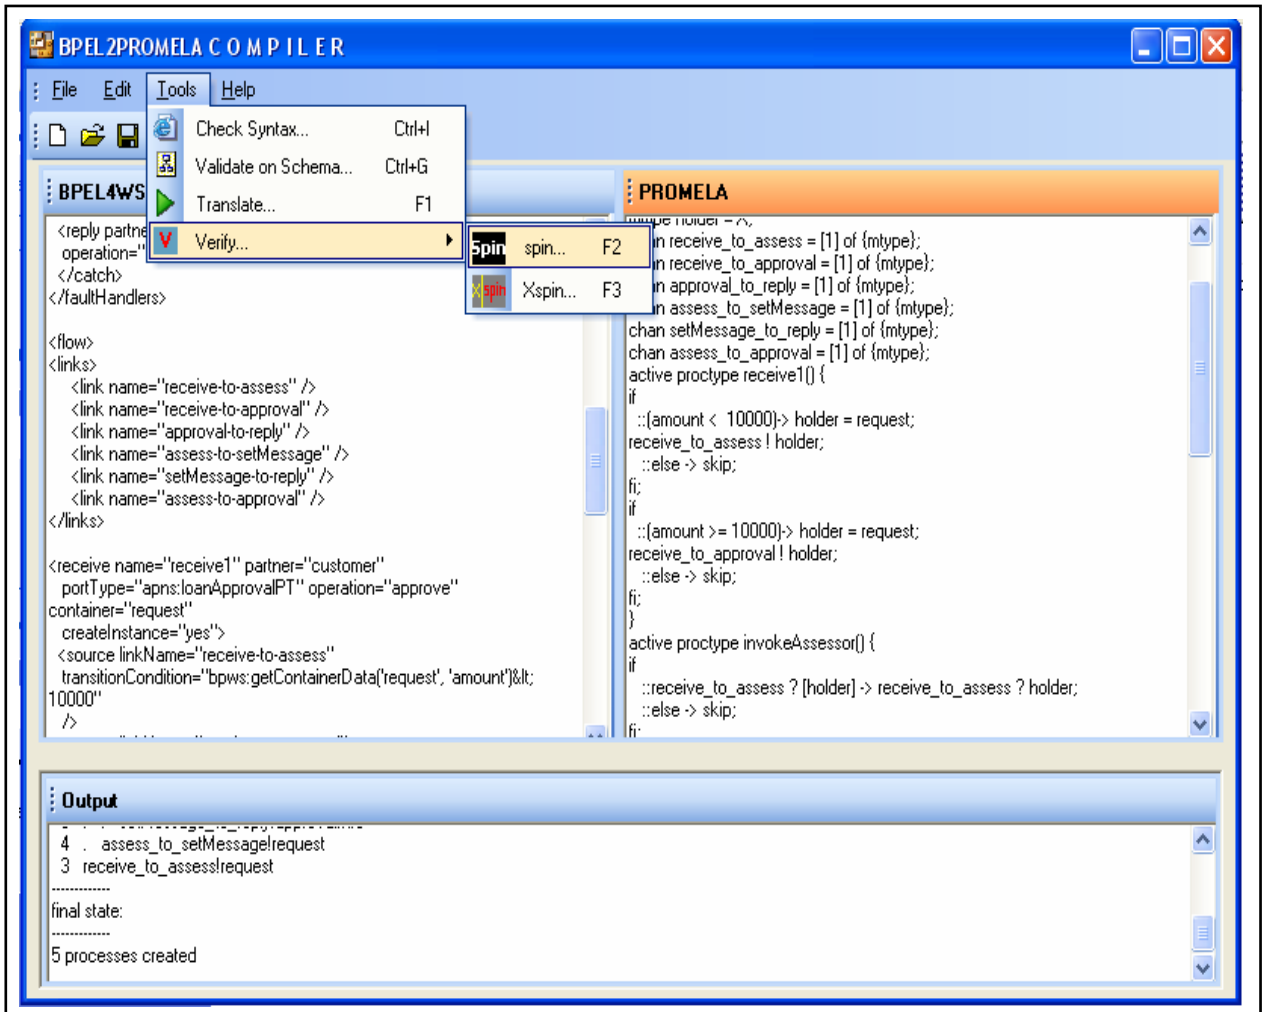 BPEL2PROMELA C O M P I L E R
File Edit Tools Help
Check Syntax... Ctrl+I
Validate on Schema... Ctrl+G
Translate... F1
Verify...
spin spin... F2
X spin Xspin... F3
BPEL4WS
<reply partne
operation="
</catch>
</faultHandlers>
<flow>
<links>
<link name="receive-to-assess" />
<link name="receive-to-approval" />
<link name="approval-to-reply" />
<link name="assess-to-setMessage" />
<link name="setMessage-to-reply" />
<link name="assess-to-approval" />
</links>
<receive name="receive1" partner="customer"
portType="apns:loanApprovalPT" operation="approve"
container="request"
createInstance="yes">
<source linkName="receive-to-assess"
transitionCondition="bpws:getContainerData('request', 'amount')&lt;
10000"
/>
PROMELA
mtype holder = X;
an receive_to_assess = [1] of {mtype};
an receive_to_approval = [1] of {mtype};
an approval_to_reply = [1] of {mtype};
an assess_to_setMessage = [1] of {mtype};
chan setMessage_to_reply = [1] of {mtype};
chan assess_to_approval = [1] of {mtype};
active proctype receive1() {
if
::(amount < 10000)-> holder = request;
receive_to_assess ! holder;
::else -> skip;
fi;
if
::(amount >= 10000)-> holder = request;
receive_to_approval ! holder;
::else -> skip;
fi;
}
active proctype invokeAssessor() {
if
::receive_to_assess ? [holder] -> receive_to_assess ? holder;
::else -> skip;
fi;
Output
4 . assess_to_setMessage!request
3 receive_to_assess!request
-------------
final state:
-------------
5 processes created